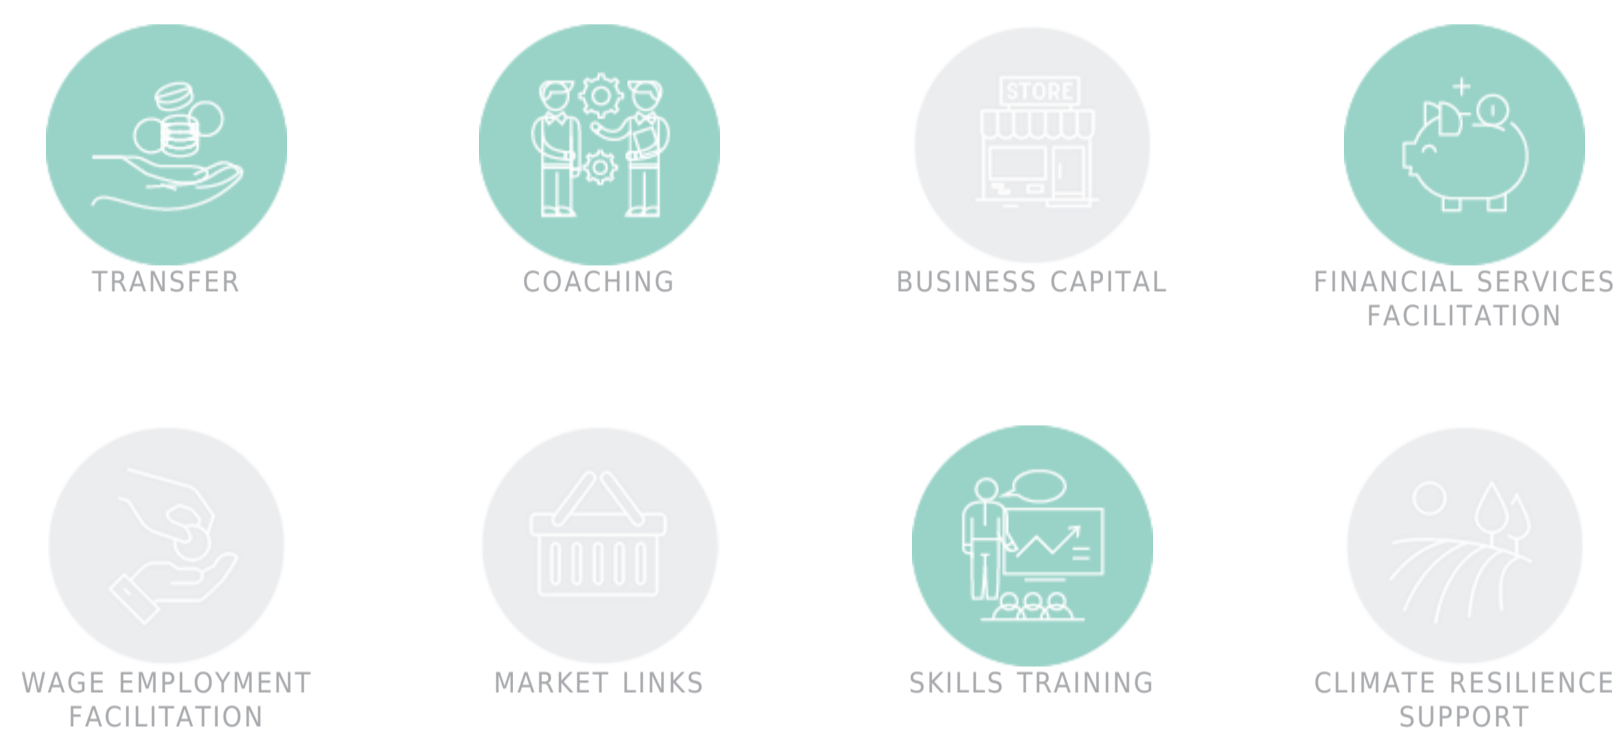 STORE
TRANSFER
COACHING
BUSINESS CAPITAL
FINANCIAL SERVICES
FACILITATION
WAGE EMPLOYMENT
FACILITATION
MARKET LINKS
SKILLS TRAINING
CLIMATE RESILIENCE
SUPPORT